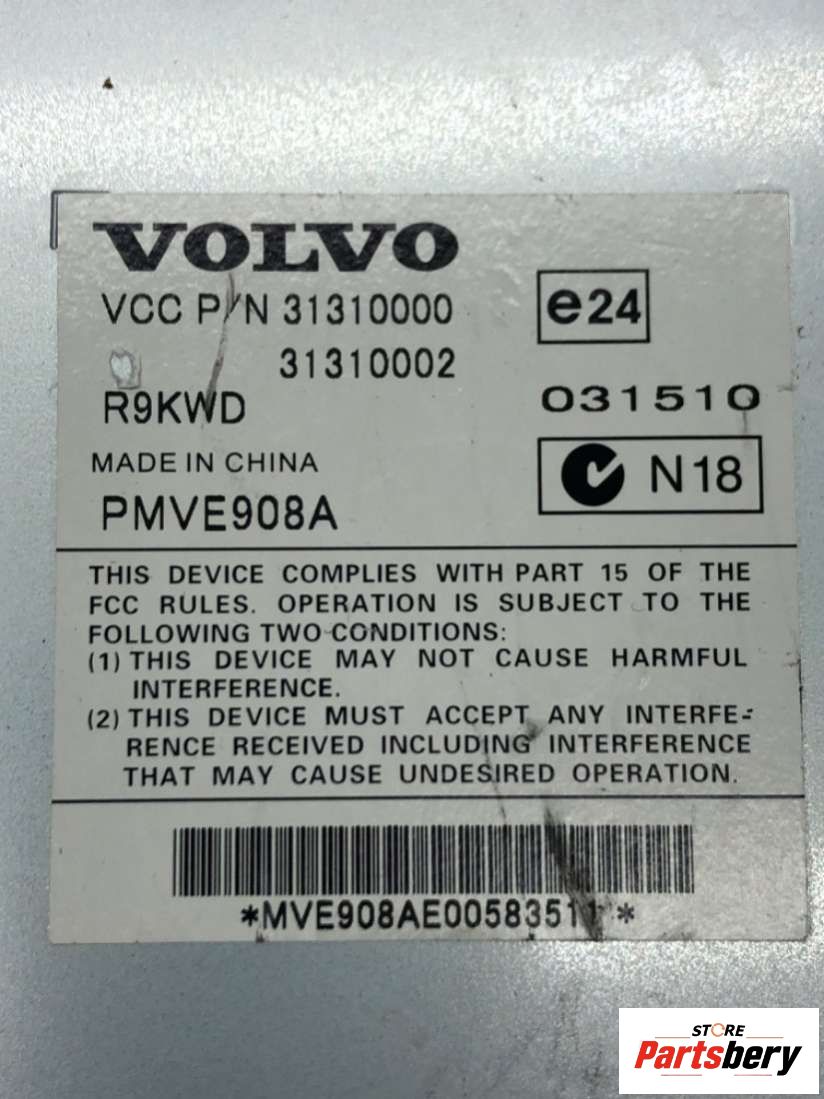 VOLVO
VCC P/N 31310000
e24
31310002
R9KWD
031510
MADE IN CHINA
N18
PMVE908A
THIS DEVICE COMPLIES WITH PART 15 OF THE
FCC RULES. OPERATION IS SUBJECT TO THE
FOLLOWING TWO CONDITIONS:
(1) THIS DEVICE MAY NOT CAUSE HARMFUL
INTERFERENCE.
(2) THIS DEVICE MUST ACCEPT ANY INTERFE-
RENCE RECEIVED INCLUDING INTERFERENCE
THAT MAY CAUSE UNDESIRED OPERATION.
*MVE908AE00583511*
STORE
Partsbery